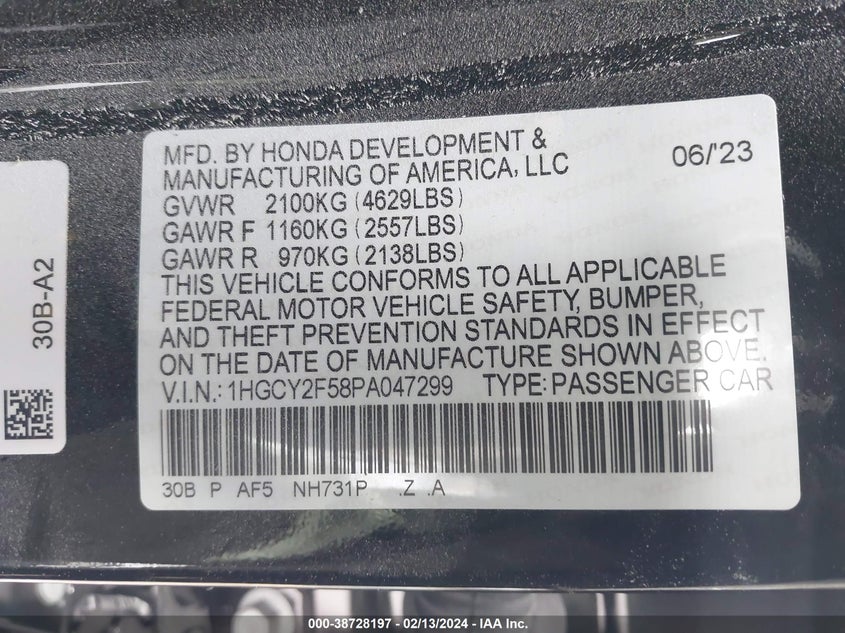 MFD. BY HONDA DEVELOPMENT &
MANUFACTURING OF AMERICA, LLC 06/'23
GVWR 2100KG (4629LBS)
GAWR F 1160KG (2557LBS)
GAWR R 970KG (2138LBS)
THIS VEHICLE CONFORMS TO ALL APPLICABLE
FEDERAL MOTOR VEHICLE SAFETY, BUMPER,
AND THEFT PREVENTION STANDARDS IN EFFECT
ON THE DATE OF MANUFACTURE SHOWN ABOVE.
V.I.N.: 1HGCY2F58PA047299 TYPE: PASSENGER CAR
30B P AF5 NH731P .Z .A
30B-A2
000-38728197 - 02/13/2024 - IAA Inc.